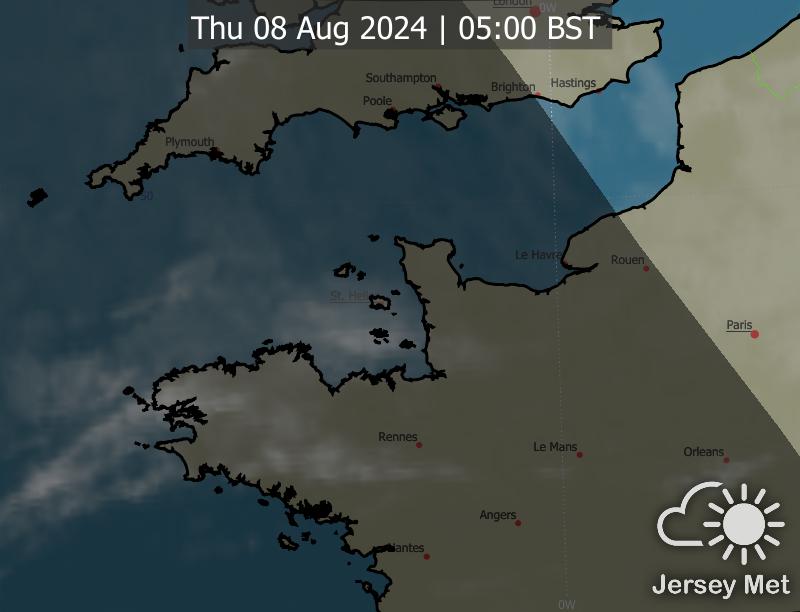 London
0W
Thu 08 Aug 2024 | 05:00 BST
Southampton
Brighton
Hastings
Poole
Plymouth
50
Le Havre
Rouen
St. Heli
Paris
Rennes
Le Mans
Orleans
Angers
Nantes
Jersey Met
0W